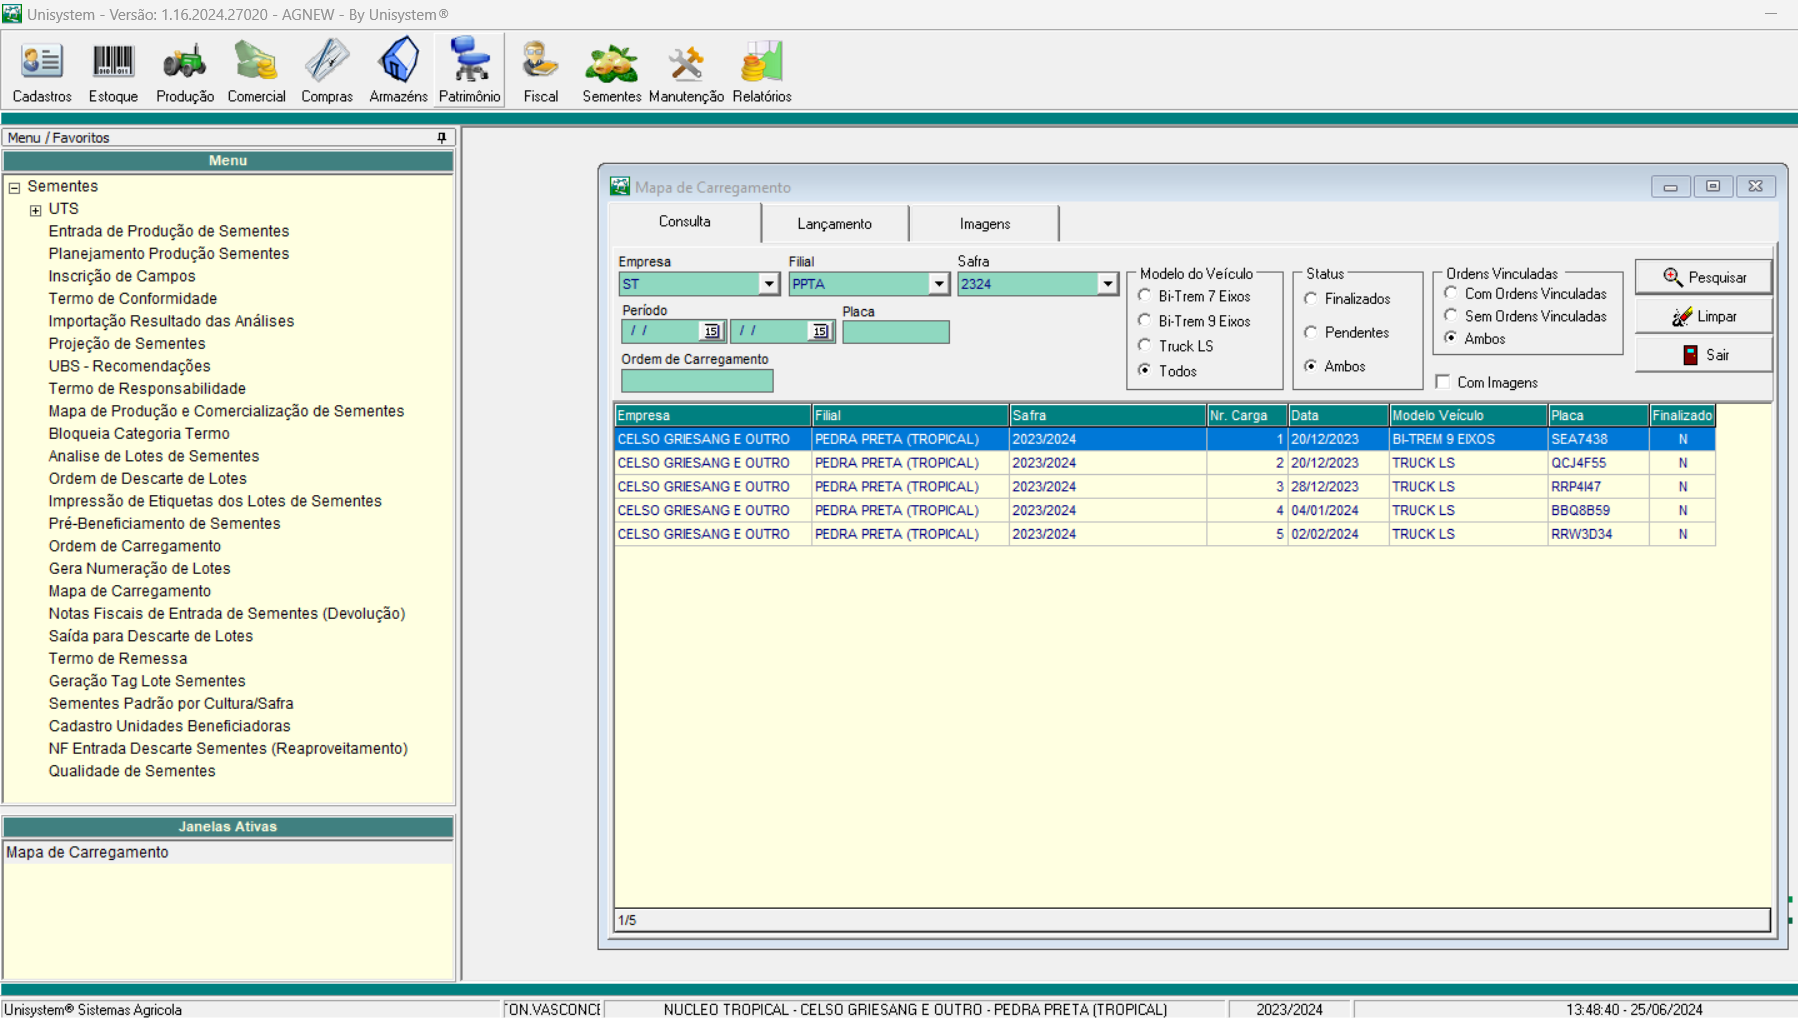 Unisystem - Versão: 1.16.2024.27020 - AGNEW - By Unisystem®
Cadastros Estoque Produção Comercial Compras Armazéns Patrimônio Fiscal Sementes Manutenção Relatórios
Menu / Favoritos
Menu
Sementes
UTS
Entrada de Produção de Sementes
Planejamento Produção Sementes
Inscrição de Campos
Termo de Conformidade
Importação Resultado das Análises
Projeção de Sementes
UBS - Recomendações
Termo de Responsabilidade
Mapa de Produção e Comercialização de Sementes
Bloqueia Categoria Termo
Analise de Lotes de Sementes
Ordem de Descarte de Lotes
Impressão de Etiquetas dos Lotes de Sementes
Pré-Beneficiamento de Sementes
Ordem de Carregamento
Gera Numeração de Lotes
Mapa de Carregamento
Notas Fiscais de Entrada de Sementes (Devolução)
Saída para Descarte de Lotes
Termo de Remessa
Geração Tag Lote Sementes
Sementes Padrão por Cultura/Safra
Cadastro Unidades Beneficiadoras
NF Entrada Descarte Sementes (Reaproveitamento)
Qualidade de Sementes
Janelas Ativas
Mapa de Carregamento
Mapa de Carregamento
Consulta Lançamento Imagens
Empresa Filial Safra
ST PPTA 2324
Período Placa
/ / 15 / / 15
Ordem de Carregamento
Modelo do Veículo
Bi-Trem 7 Eixos
Bi-Trem 9 Eixos
Truck LS
Todos
Status
Finalizados
Pendentes
Ambos
Ordens Vinculadas
Com Ordens Vinculadas
Sem Ordens Vinculadas
Ambos
Com Imagens
Pesquisar
Limpar
Sair
Empresa Filial Safra Nr. Carga Data Modelo Veículo Placa Finalizado
CELSO GRIESANG E OUTRO PEDRA PRETA (TROPICAL) 2023/2024 1 20/12/2023 BI-TREM 9 EIXOS SEA7438 N
CELSO GRIESANG E OUTRO PEDRA PRETA (TROPICAL) 2023/2024 2 20/12/2023 TRUCK LS QCJ4F55 N
CELSO GRIESANG E OUTRO PEDRA PRETA (TROPICAL) 2023/2024 3 28/12/2023 TRUCK LS RRP4I47 N
CELSO GRIESANG E OUTRO PEDRA PRETA (TROPICAL) 2023/2024 4 04/01/2024 TRUCK LS BBQ8B59 N
CELSO GRIESANG E OUTRO PEDRA PRETA (TROPICAL) 2023/2024 5 02/02/2024 TRUCK LS RRW3D34 N
1/5
Unisystem® Sistemas Agricola TON.VASCONCE NUCLEO TROPICAL - CELSO GRIESANG E OUTRO - PEDRA PRETA (TROPICAL) 2023/2024 13:48:40 - 25/06/2024